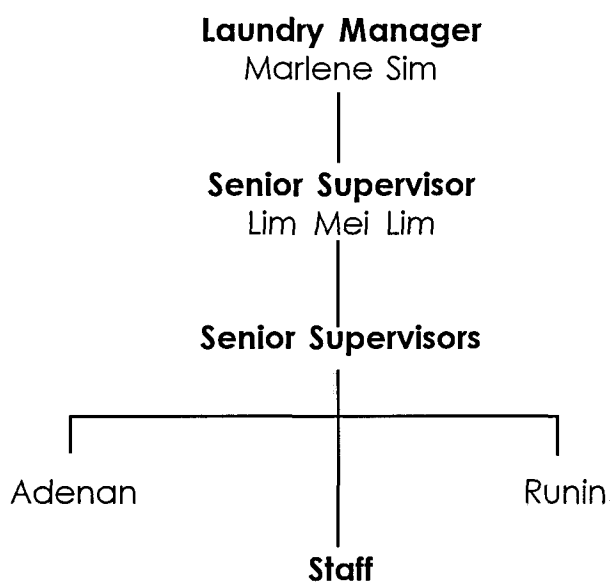 Laundry Manager
Marlene Sim
Senior Supervisor
Lim Mei Lim
Senior Supervisors
Adenan
Runin
Staff